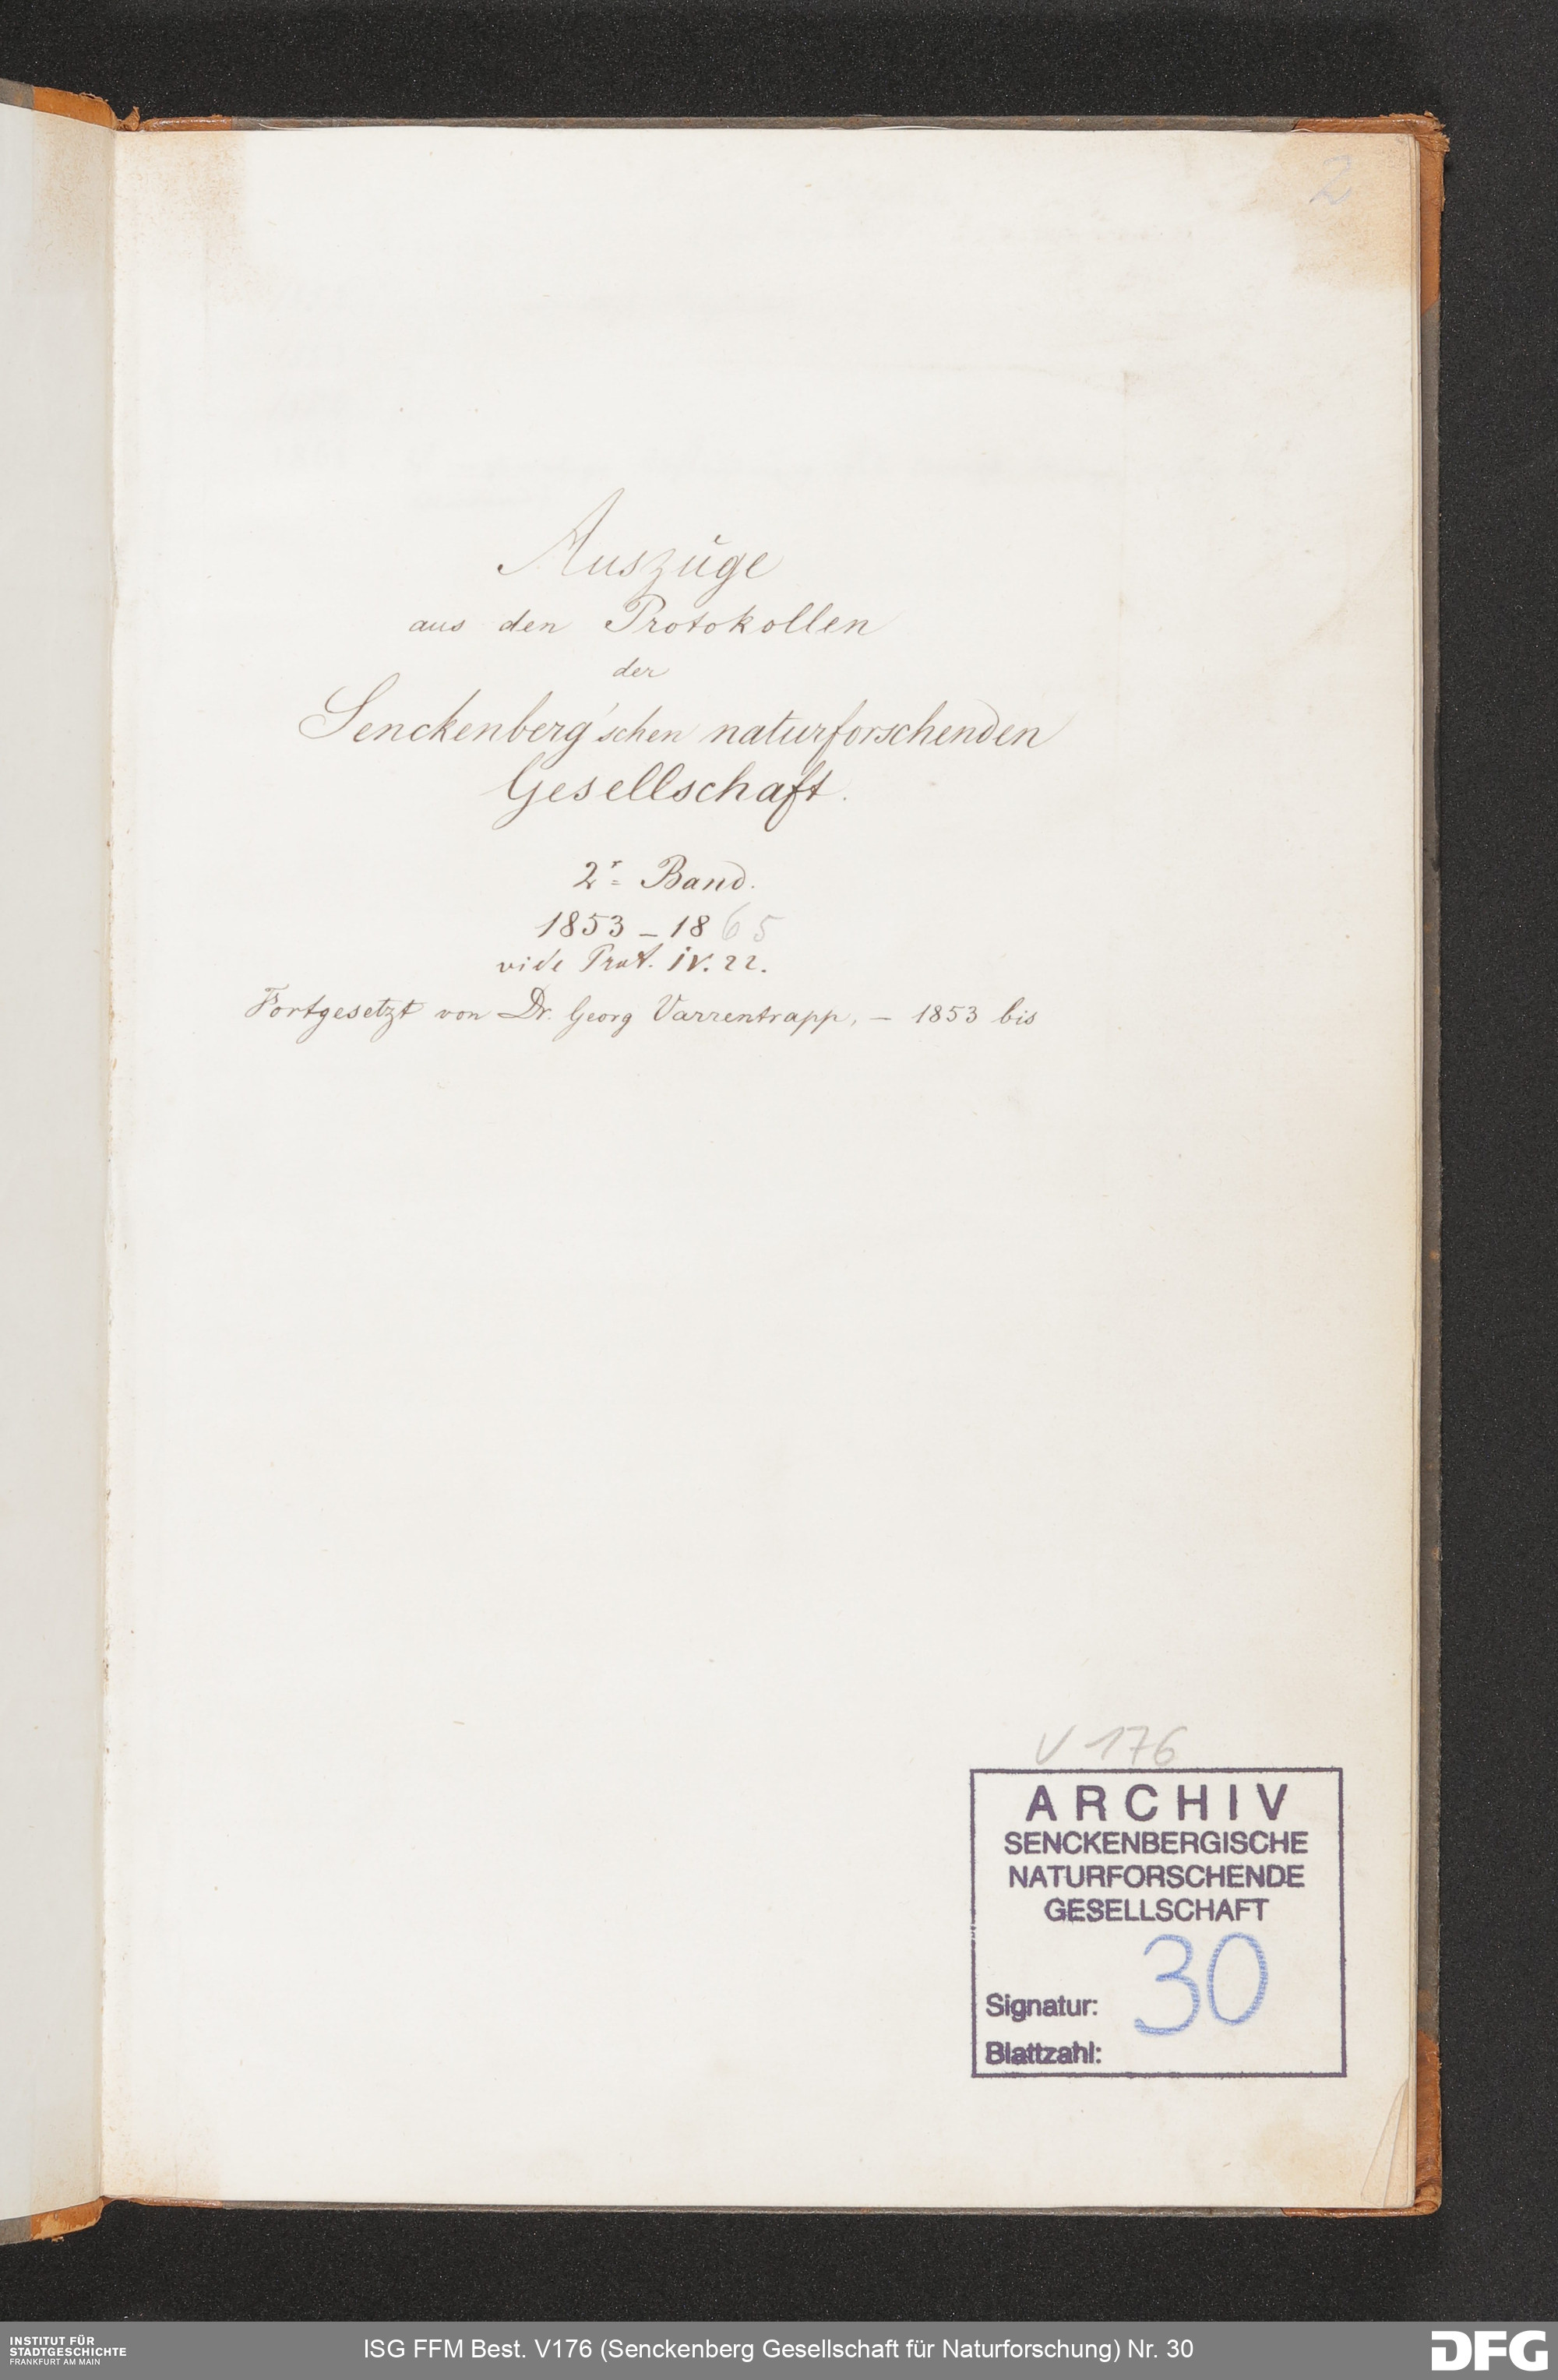 2
Auszüge
aus den Protokollen
der
Senckenberg'schen naturforschenden
Gesellschaft.
2r Band.
1853 – 1865
vide Prot. IV. 22.
Fortgesetzt von Dr. Georg Varrentrapp, – 1853 bis
V 176
ARCHIV
SENCKENBERGISCHE
NATURFORSCHENDE
GESELLSCHAFT
Signatur: 30
Blattzahl:
INSTITUT FÜR
STADTGESCHICHTE
FRANKFURT AM MAIN
ISG FFM Best. V176 (Senckenberg Gesellschaft für Naturforschung) Nr. 30
DFG